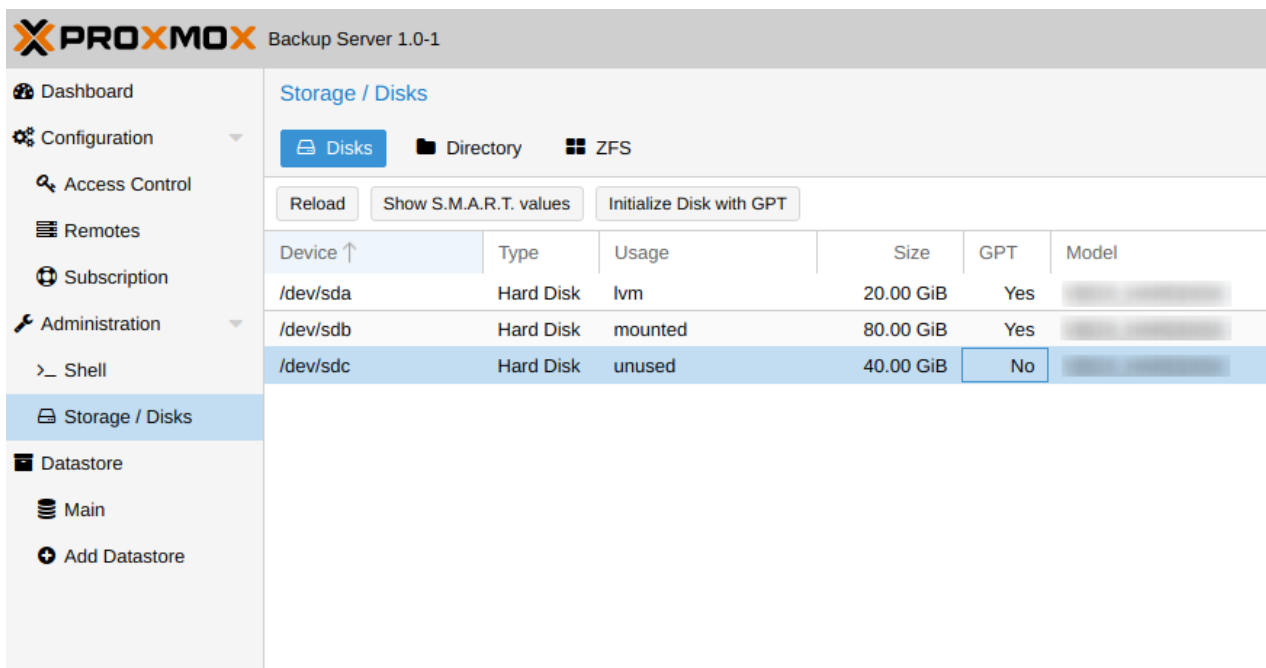 PROXMOX Backup Server 1.0-1
Dashboard
Configuration
Access Control
Remotes
Subscription
Administration
>_ Shell
Storage / Disks
Datastore
Main
Add Datastore
Storage / Disks
Disks Directory ZFS
Reload Show S.M.A.R.T. values Initialize Disk with GPT
Device ↑ Type Usage Size GPT Model
/dev/sda Hard Disk lvm 20.00 GiB Yes
/dev/sdb Hard Disk mounted 80.00 GiB Yes
/dev/sdc Hard Disk unused 40.00 GiB No